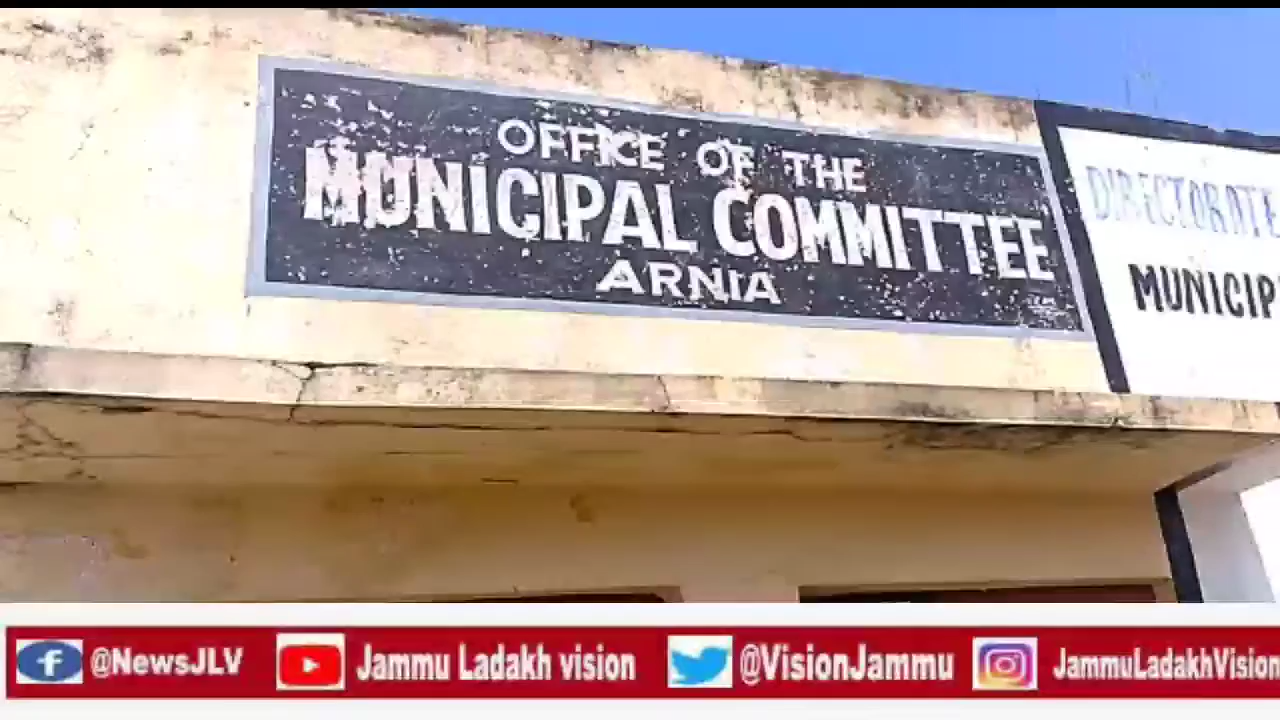 OFFICE OF THE
MUNICIPAL COMMITTEE
ARNIA
DIRECTORATE
MUNICIP
@NewsJLV
Jammu Ladakh vision
@VisionJammu
JammuLadakhVision